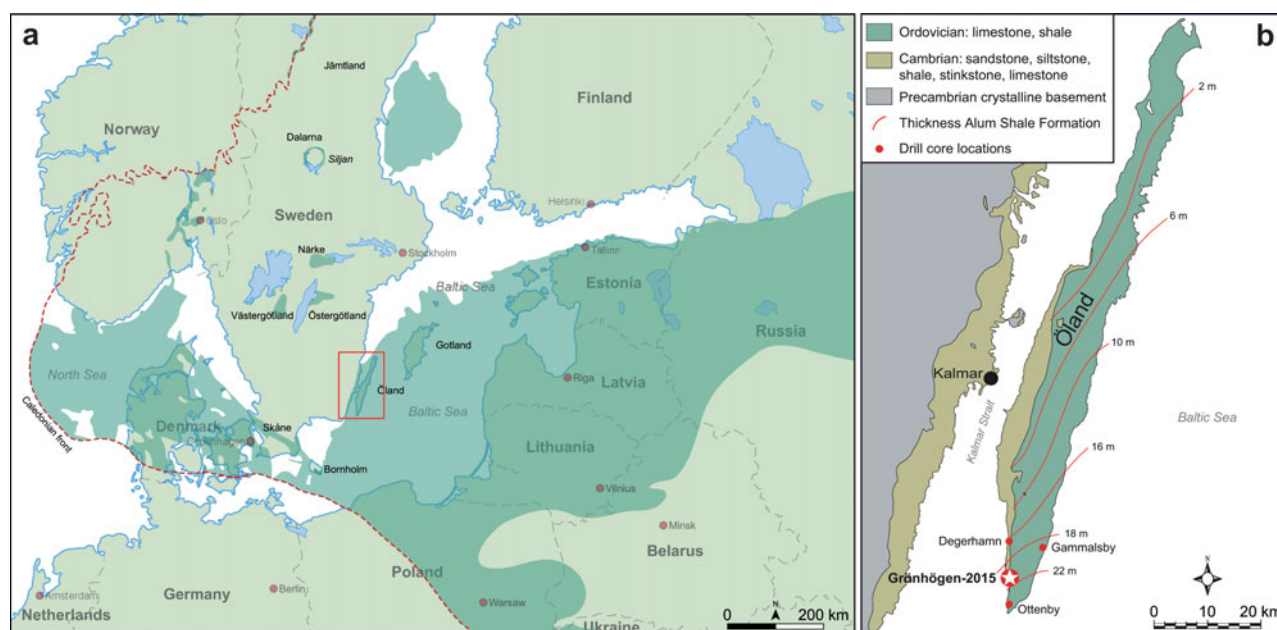 a
Jämtland
Finland
Norway
Dalarna
Siljan
Sweden
Helsinki
Oslo
Närke
Stockholm
Tallinn
Baltic Sea
Estonia
Västergötland
Östergötland
Russia
Gotland
North Sea
Riga
Latvia
Öland
Baltic Sea
Caledonian front
Denmark
Skåne
Copenhagen
Lithuania
Bornholm
Vilnius
Minsk
Belarus
Poland
Germany
Berlin
Amsterdam
Netherlands
Warsaw
Ukraine
N
0 200 km
b
Ordovician: limestone, shale
Cambrian: sandstone, siltstone,
shale, stinkstone, limestone
Precambrian crystalline basement
Thickness Alum Shale Formation
Drill core locations
2 m
6 m
Öland
10 m
Kalmar
Kalmar Strait
Baltic Sea
16 m
Degerhamn
18 m
Gammalsby
Grönhögen-2015
22 m
Ottenby
N
0 10 20 km